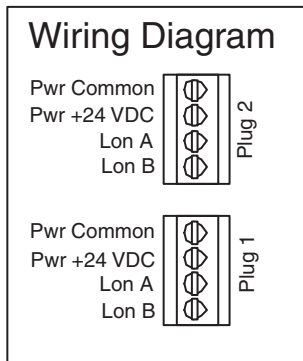 Wiring Diagram
Pwr Common
Pwr +24 VDC
Lon A
Lon B
Plug 2
Pwr Common
Pwr +24 VDC
Lon A
Lon B
Plug 1